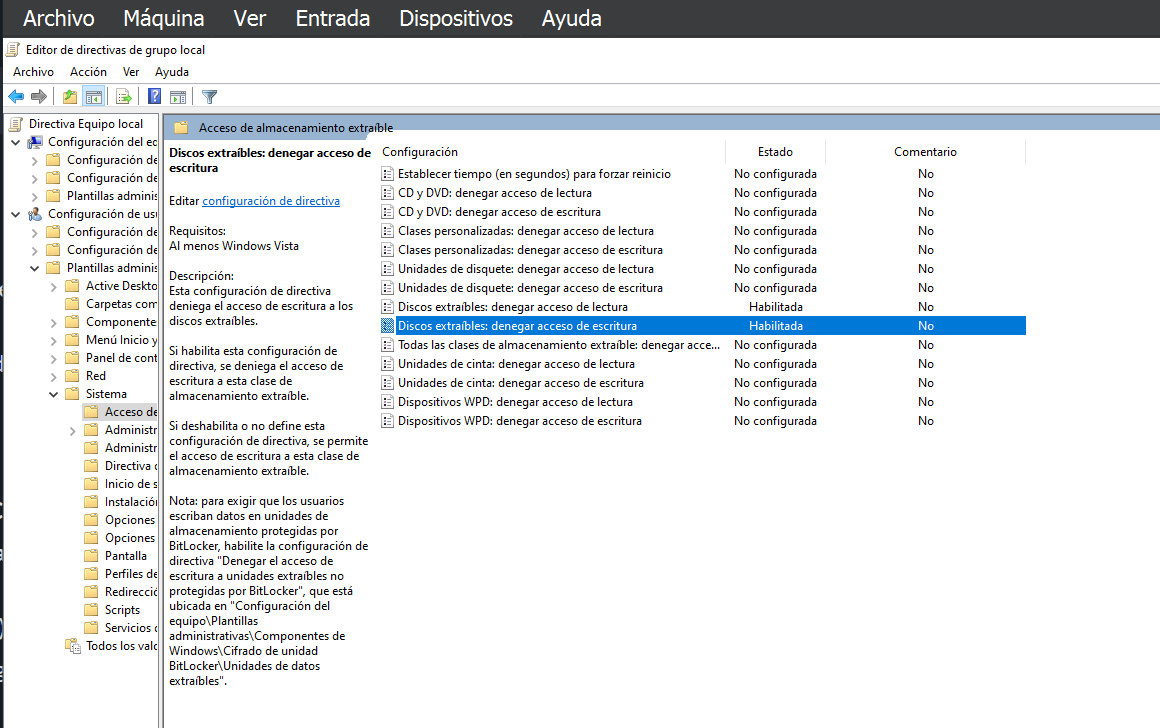 Archivo Máquina Ver Entrada Dispositivos Ayuda
Editor de directivas de grupo local
Archivo Acción Ver Ayuda
Directiva Equipo local
Configuración del eq
Configuración de
Configuración de
Plantillas adminis
Configuración de usu
Configuración de
Configuración de
Plantillas adminis
Active Deskto
Carpetas com
Componente
Menú Inicio y
Panel de cont
Red
Sistema
Acceso de
Administr
Administr
Directiva
Inicio de s
Instalación
Opciones
Opciones
Pantalla
Perfiles de
Redirecció
Scripts
Servicios
Todos los valo
Acceso de almacenamiento extraíble
Discos extraíbles: denegar acceso de
escritura
Editar configuración de directiva
Requisitos:
Al menos Windows Vista
Descripción:
Esta configuración de directiva
deniega el acceso de escritura a los
discos extraíbles.
Si habilita esta configuración de
directiva, se deniega el acceso de
escritura a esta clase de
almacenamiento extraíble.
Si deshabilita o no define esta
configuración de directiva, se permite
el acceso de escritura a esta clase de
almacenamiento extraíble.
Nota: para exigir que los usuarios
escriban datos en unidades de
almacenamiento protegidas por
BitLocker, habilite la configuración de
directiva "Denegar el acceso de
escritura a unidades extraíbles no
protegidas por BitLocker", que está
ubicada en "Configuración del
equipo\Plantillas
administrativas\Componentes de
Windows\Cifrado de unidad
BitLocker\Unidades de datos
extraíbles".
Configuración Estado Comentario
Establecer tiempo (en segundos) para forzar reinicio No configurada No
CD y DVD: denegar acceso de lectura No configurada No
CD y DVD: denegar acceso de escritura No configurada No
Clases personalizadas: denegar acceso de lectura No configurada No
Clases personalizadas: denegar acceso de escritura No configurada No
Unidades de disquete: denegar acceso de lectura No configurada No
Unidades de disquete: denegar acceso de escritura No configurada No
Discos extraíbles: denegar acceso de lectura Habilitada No
Discos extraíbles: denegar acceso de escritura Habilitada No
Todas las clases de almacenamiento extraíble: denegar acce... No configurada No
Unidades de cinta: denegar acceso de lectura No configurada No
Unidades de cinta: denegar acceso de escritura No configurada No
Dispositivos WPD: denegar acceso de lectura No configurada No
Dispositivos WPD: denegar acceso de escritura No configurada No